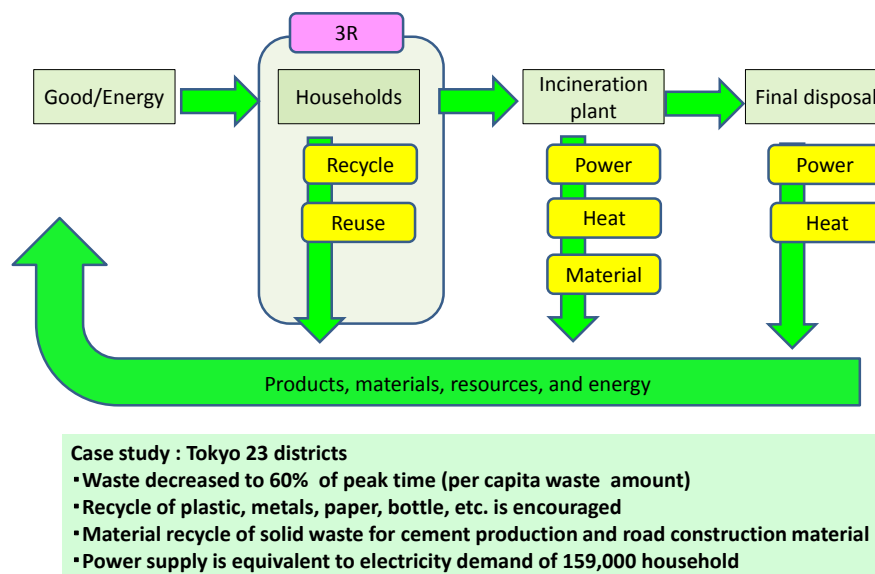 3R
Good/Energy
Households
Incineration
plant
Final disposal
Recycle
Power
Power
Reuse
Heat
Heat
Material
Products, materials, resources, and energy
Case study : Tokyo 23 districts
・Waste decreased to 60% of peak time (per capita waste amount)
・Recycle of plastic, metals, paper, bottle, etc. is encouraged
・Material recycle of solid waste for cement production and road construction material
・Power supply is equivalent to electricity demand of 159,000 household